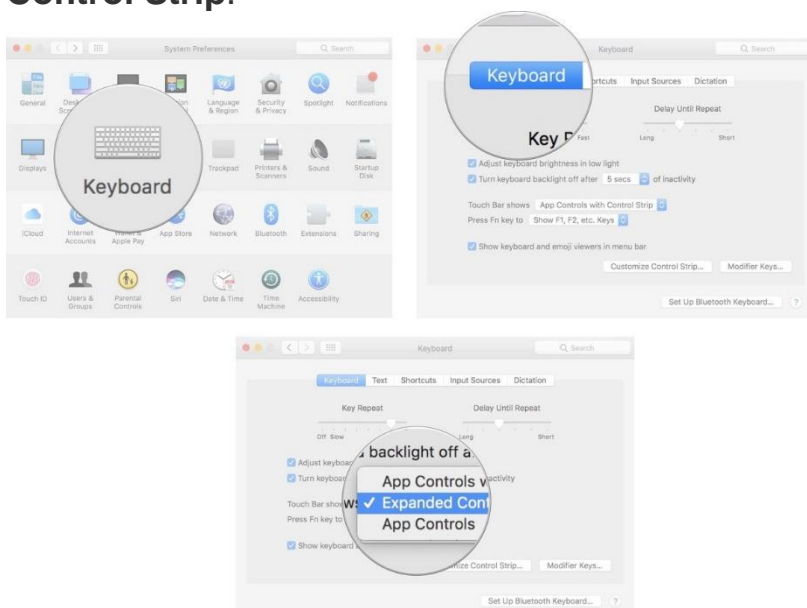 Control Strip.
System Preferences
Search
General
Language
& Region
Security
& Privacy
Spotlight
Notifications
Displays
Keyboard
Trackpad
Printers &
Scanners
Sound
Startup
Disk
iCloud
Internet
Accounts
Apple Pay
App Store
Network
Bluetooth
Extensions
Sharing
Touch ID
Users &
Groups
Parental
Controls
Siri
Date & Time
Time
Machine
Accessibility
Keyboard
Search
Keyboard
Input Sources
Dictation
Delay Until Repeat
Key
Fast
Long
Short
Adjust keyboard brightness in low light
Turn keyboard backlight off after 5 secs of inactivity
Touch Bar shows App Controls with Control Strip
Press Fn key to Show F1, F2, etc. Keys
Show keyboard and emoji viewers in menu bar
Customize Control Strip... Modifier Keys...
Set Up Bluetooth Keyboard... ?
Keyboard
Search
Keyboard Text Shortcuts Input Sources Dictation
Key Repeat Delay Until Repeat
Off Slow Long Short
backlight off a
Adjust
Turn
App Controls
Touch Bar
Expanded Cont
Press Fn key to
App Controls
Show keyboard
Control Strip... Modifier Keys...
Set Up Bluetooth Keyboard... ?